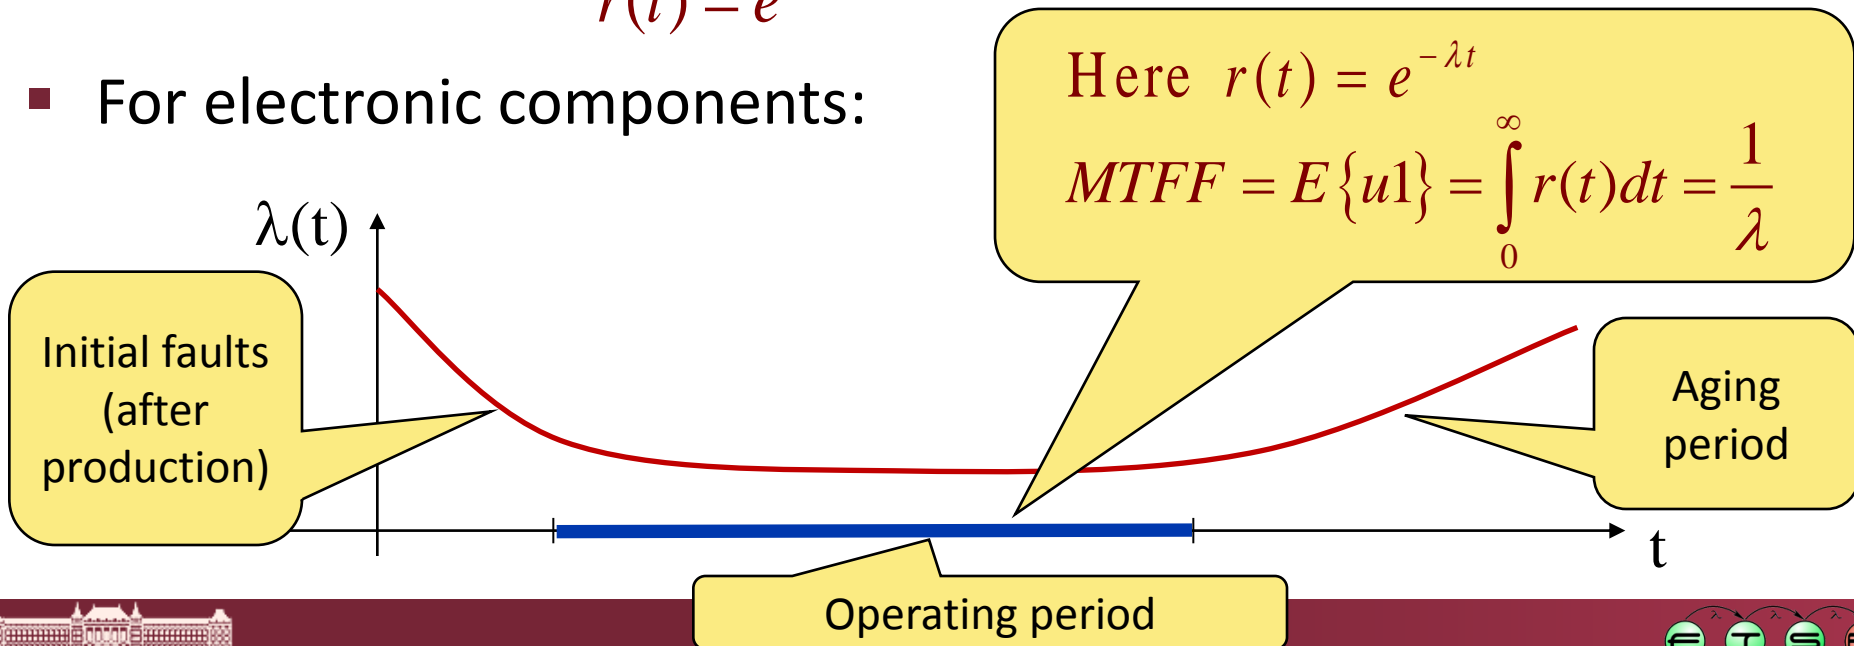 r(t) = e
▪ For electronic components:
Here r(t) = e^{-λt}
MTFF = E{u1} = ∫_0^∞ r(t)dt = 1/λ
λ(t)
Initial faults
(after
production)
Aging
period
t
Operating period
λ λ λ
f T S